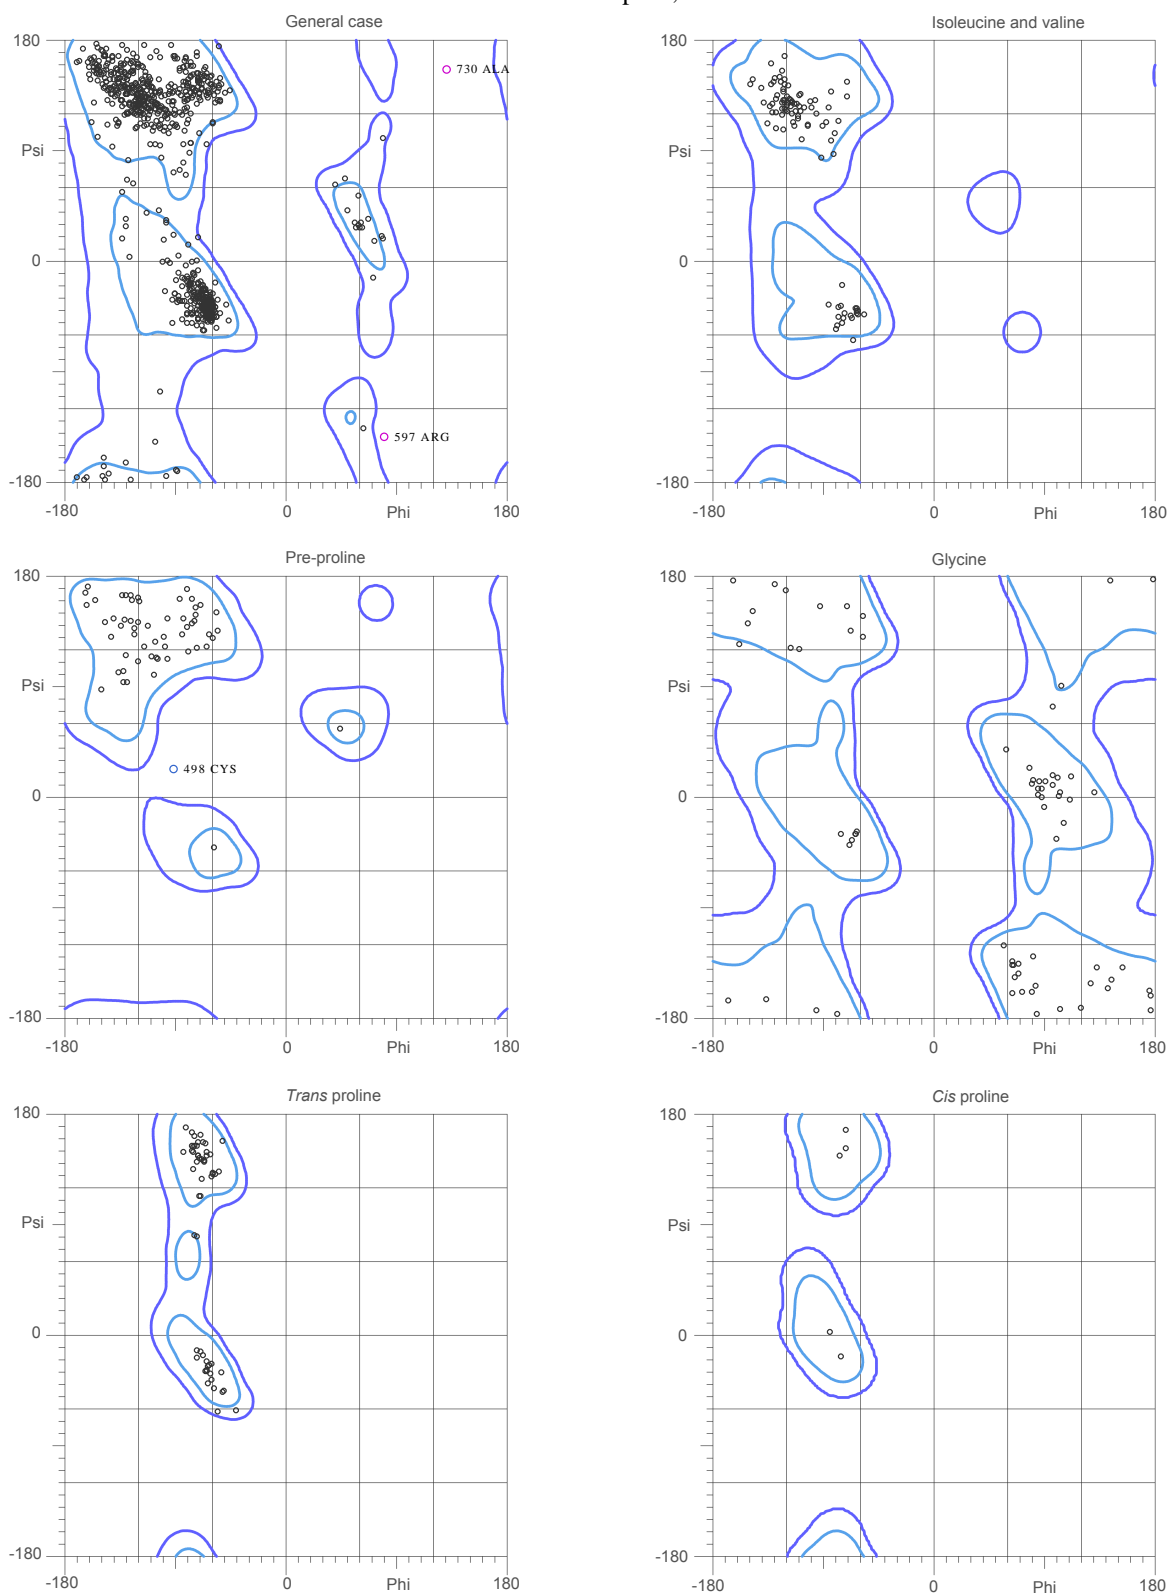 General case
180
730 ALA
Psi
0
597 ARG
-180
-180
0
Phi
180
Isoleucine and valine
180
Psi
0
-180
-180
0
Phi
180
Pre-proline
180
Psi
498 CYS
0
-180
-180
0
Phi
180
Glycine
180
Psi
0
-180
-180
0
Phi
180
Trans proline
180
Psi
0
-180
-180
0
Phi
180
Cis proline
180
Psi
0
-180
-180
0
Phi
180